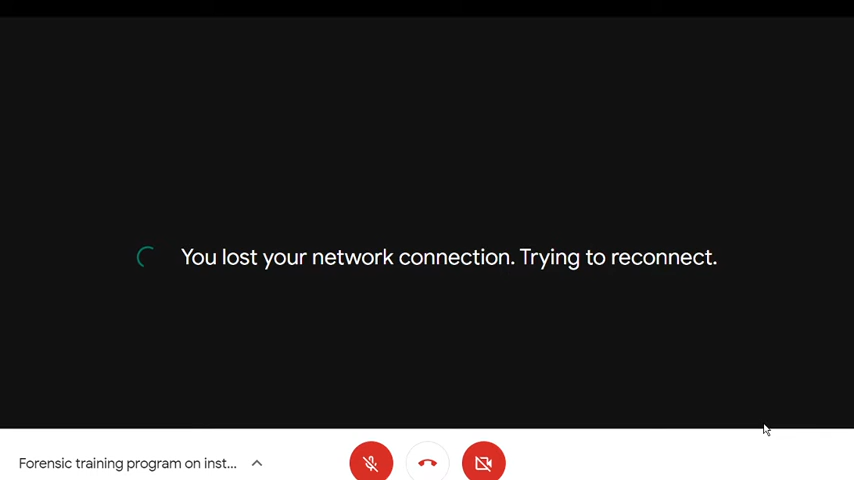 You lost your network connection. Trying to reconnect.
Forensic training program on inst...